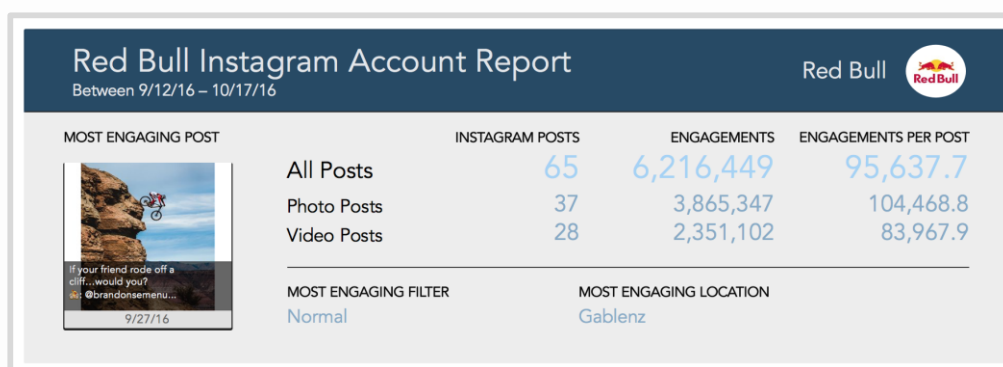 Red Bull Instagram Account Report
Between 9/12/16 – 10/17/16
Red Bull
Red Bull
MOST ENGAGING POST
If your friend rode off a
cliff...would you?
: @brandonsemenu...
9/27/16
INSTAGRAM POSTS ENGAGEMENTS ENGAGEMENTS PER POST
All Posts 65 6,216,449 95,637.7
Photo Posts 37 3,865,347 104,468.8
Video Posts 28 2,351,102 83,967.9
MOST ENGAGING FILTER MOST ENGAGING LOCATION
Normal Gablenz